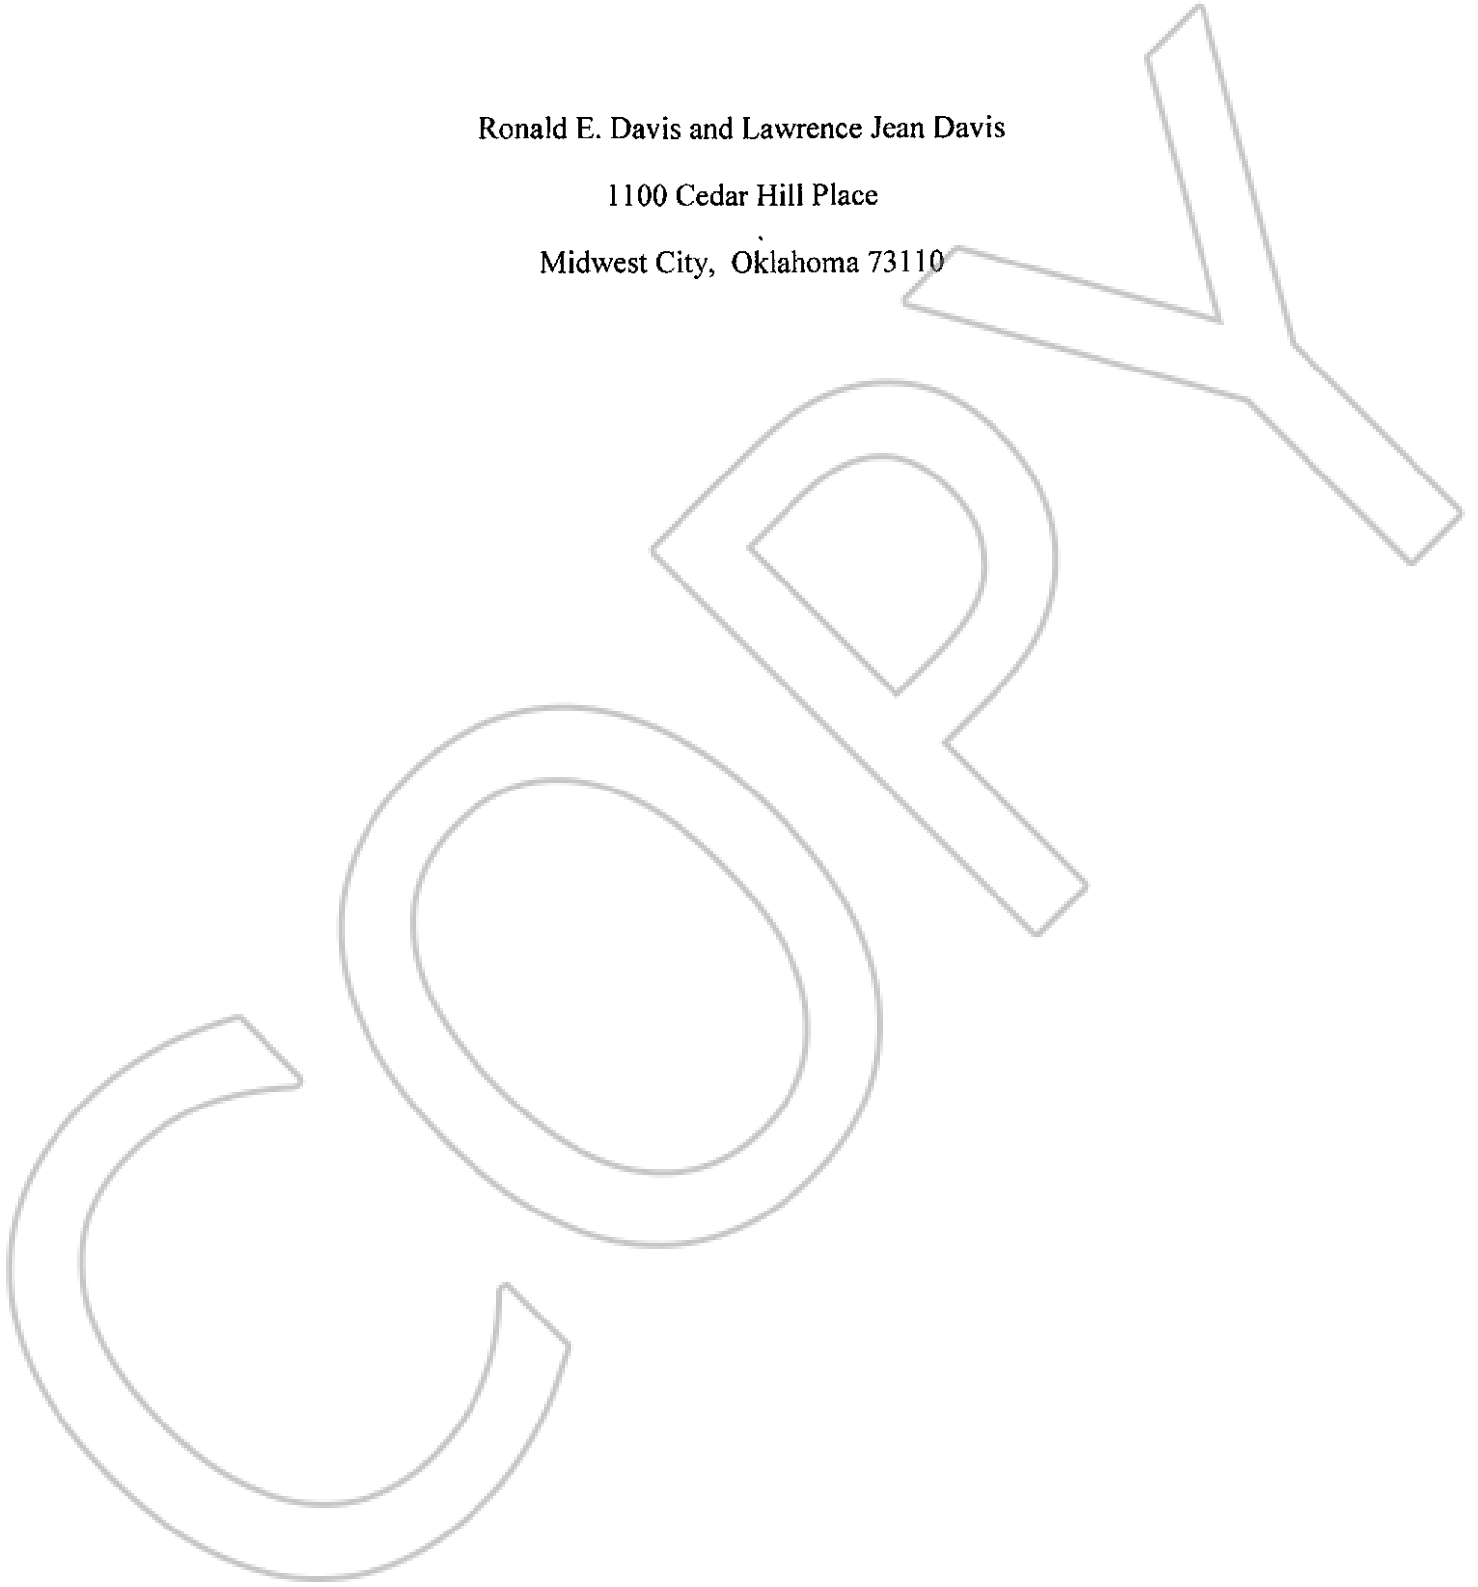 Ronald E. Davis and Lawrence Jean Davis
1100 Cedar Hill Place
Midwest City, Oklahoma 73110
COPY